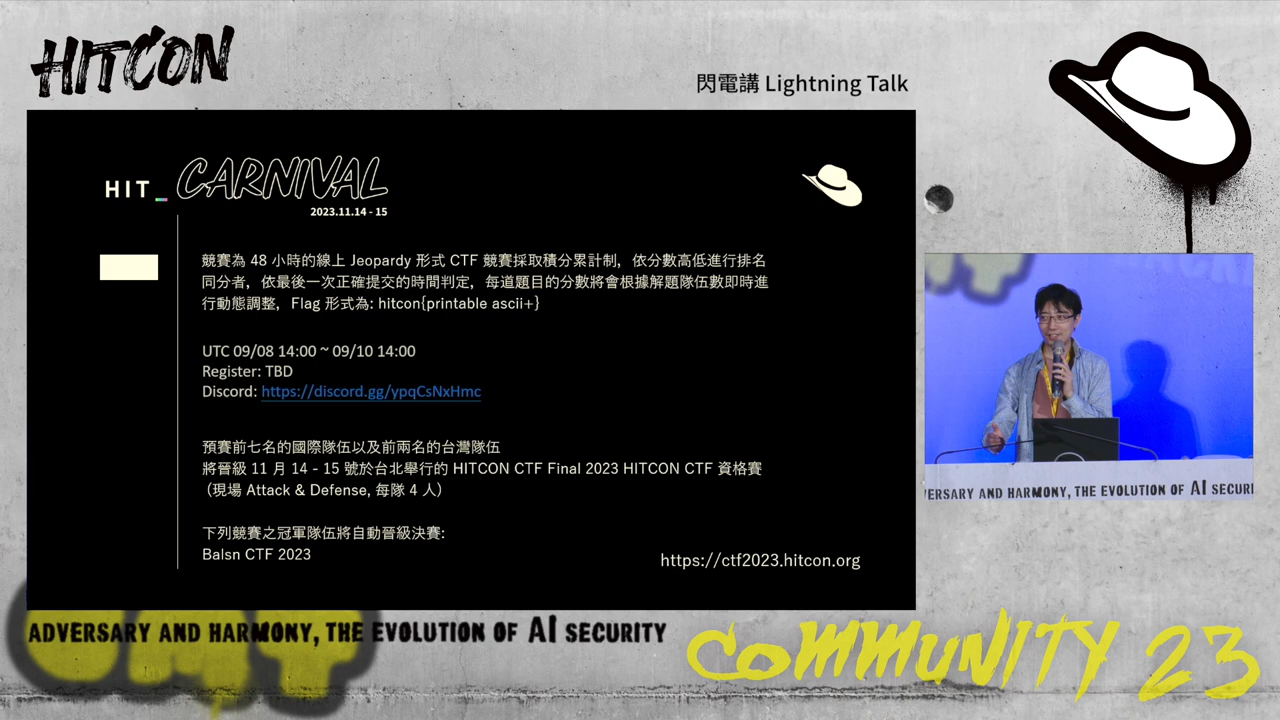 HITCON
閃電講 Lightning Talk
HIT_ CARNIVAL
2023.11.14 - 15
競賽為 48 小時的線上 Jeopardy 形式 CTF 競賽採取積分累計制，依分數高低進行排名
同分者，依最後一次正確提交的時間判定，每道題目的分數將會根據解題隊伍數即時進
行動態調整，Flag 形式為: hitcon{printable ascii+}
UTC 09/08 14:00 ~ 09/10 14:00
Register: TBD
Discord: https://discord.gg/ypqCsNxHmc
預賽前七名的國際隊伍以及前兩名的台灣隊伍
將晉級 11 月 14 - 15 號於台北舉行的 HITCON CTF Final 2023 HITCON CTF 資格賽
（現場 Attack & Defense, 每隊 4 人）
下列競賽之冠軍隊伍將自動晉級決賽:
Balsn CTF 2023
https://ctf2023.hitcon.org
VERSARY AND HARMONY, THE EVOLUTION OF AI SECURI
ADVERSARY AND HARMONY, THE EVOLUTION OF AI SECURITY
COMMUNITY 23